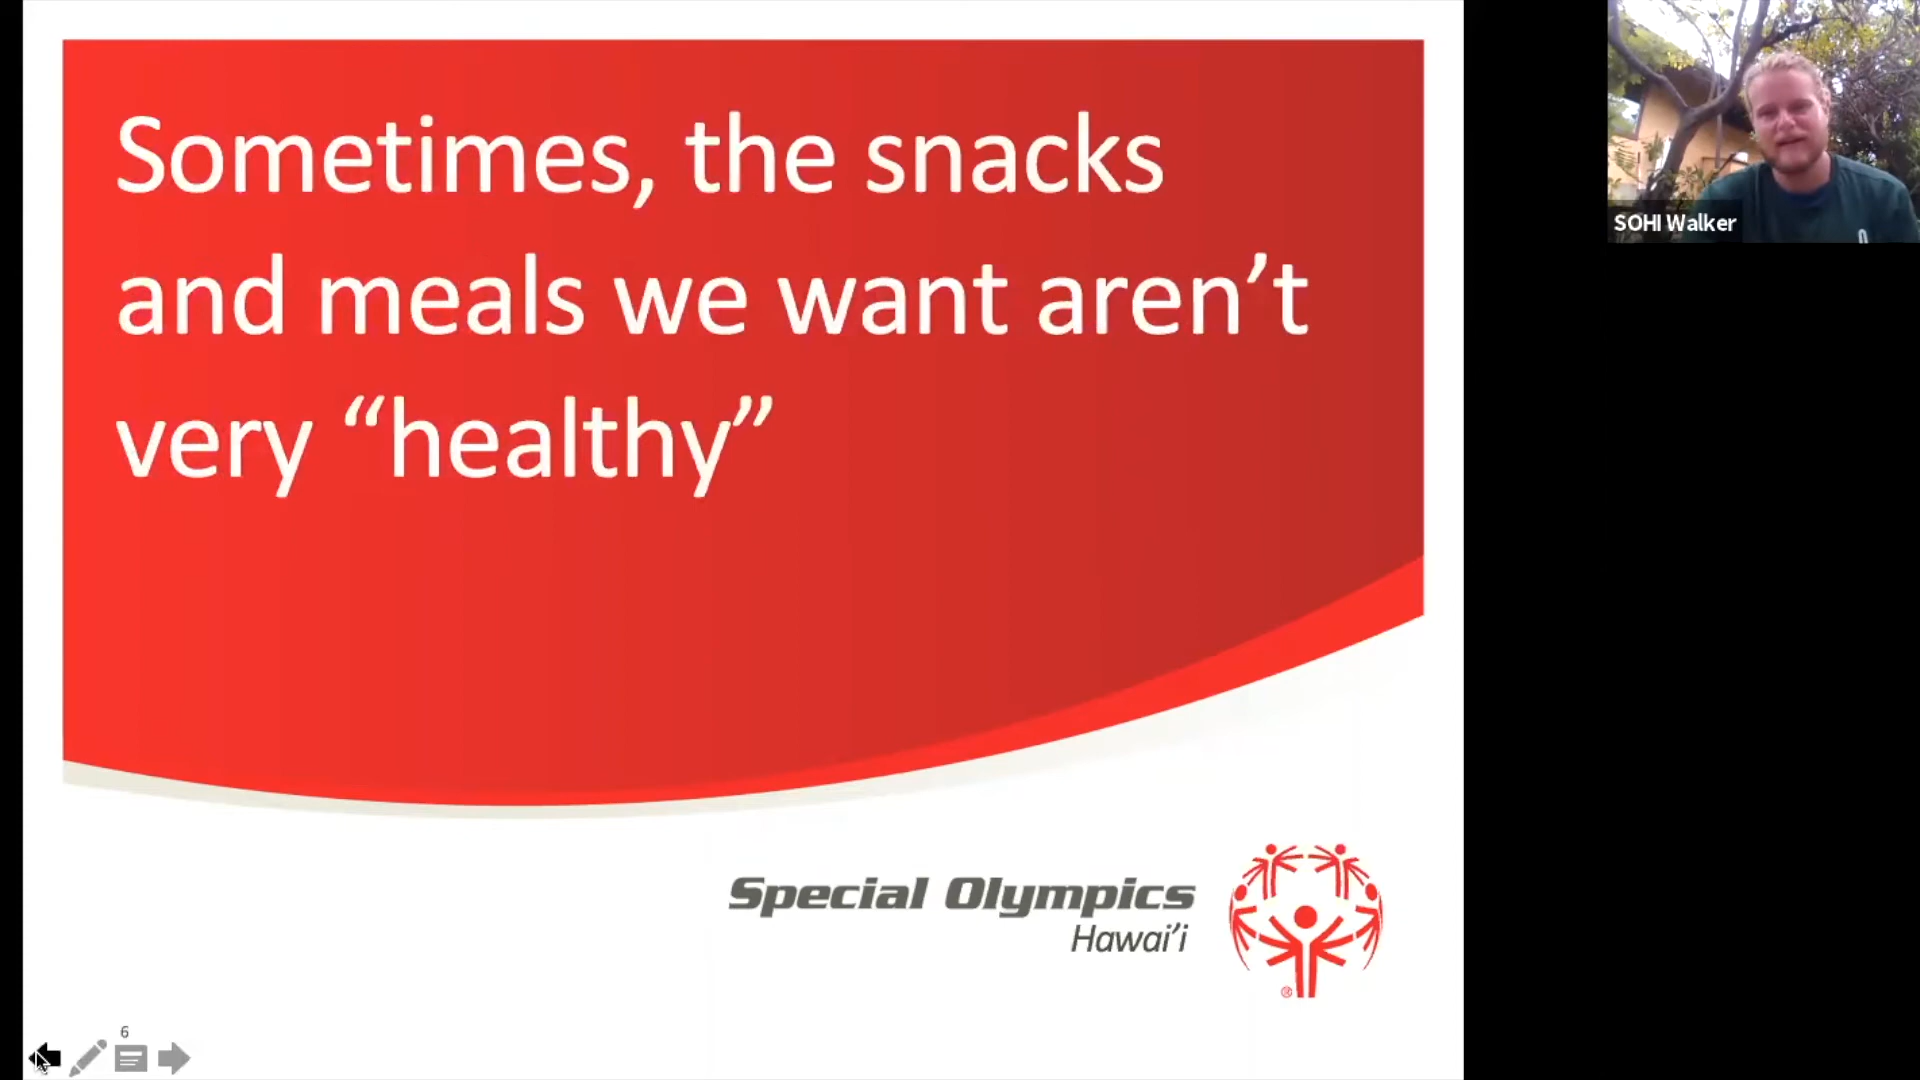 Sometimes, the snacks
and meals we want aren’t
very “healthy”
Special Olympics
Hawai’i
®
6
SOHI Walker